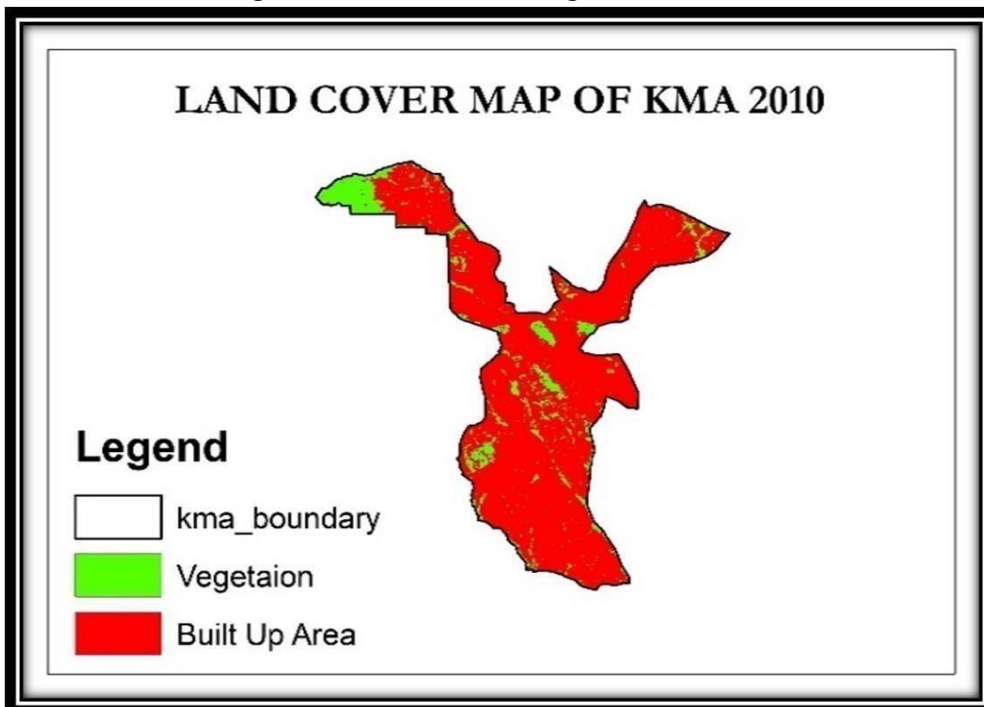 LAND COVER MAP OF KMA 2010
Legend
kma_boundary
Vegetaion
Built Up Area